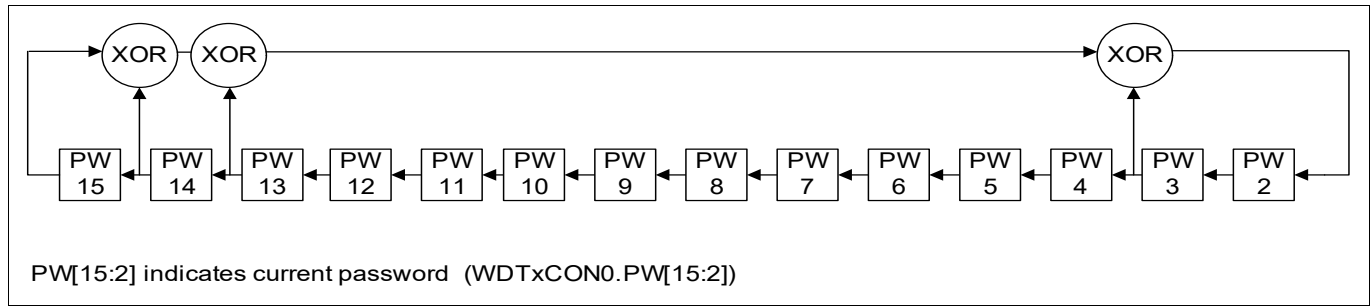 XOR XOR XOR
PW PW PW PW PW PW PW PW PW PW PW PW PW PW
15 14 13 12 11 10 9 8 7 6 5 4 3 2
PW[15:2] indicates current password (WDTxCON0.PW[15:2])